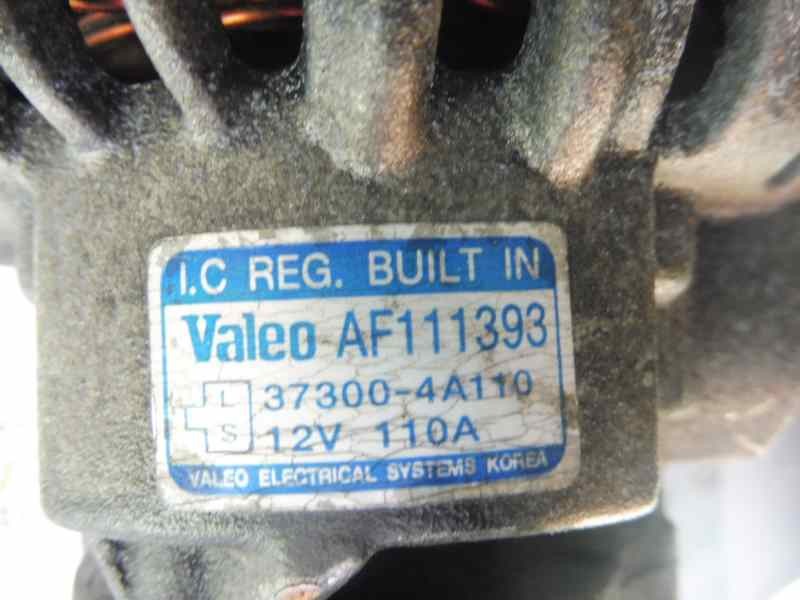 I.C REG. BUILT IN
Valeo AF111393
L 37300-4A110
S 12V 110A
VALEO ELECTRICAL SYSTEMS KOREA